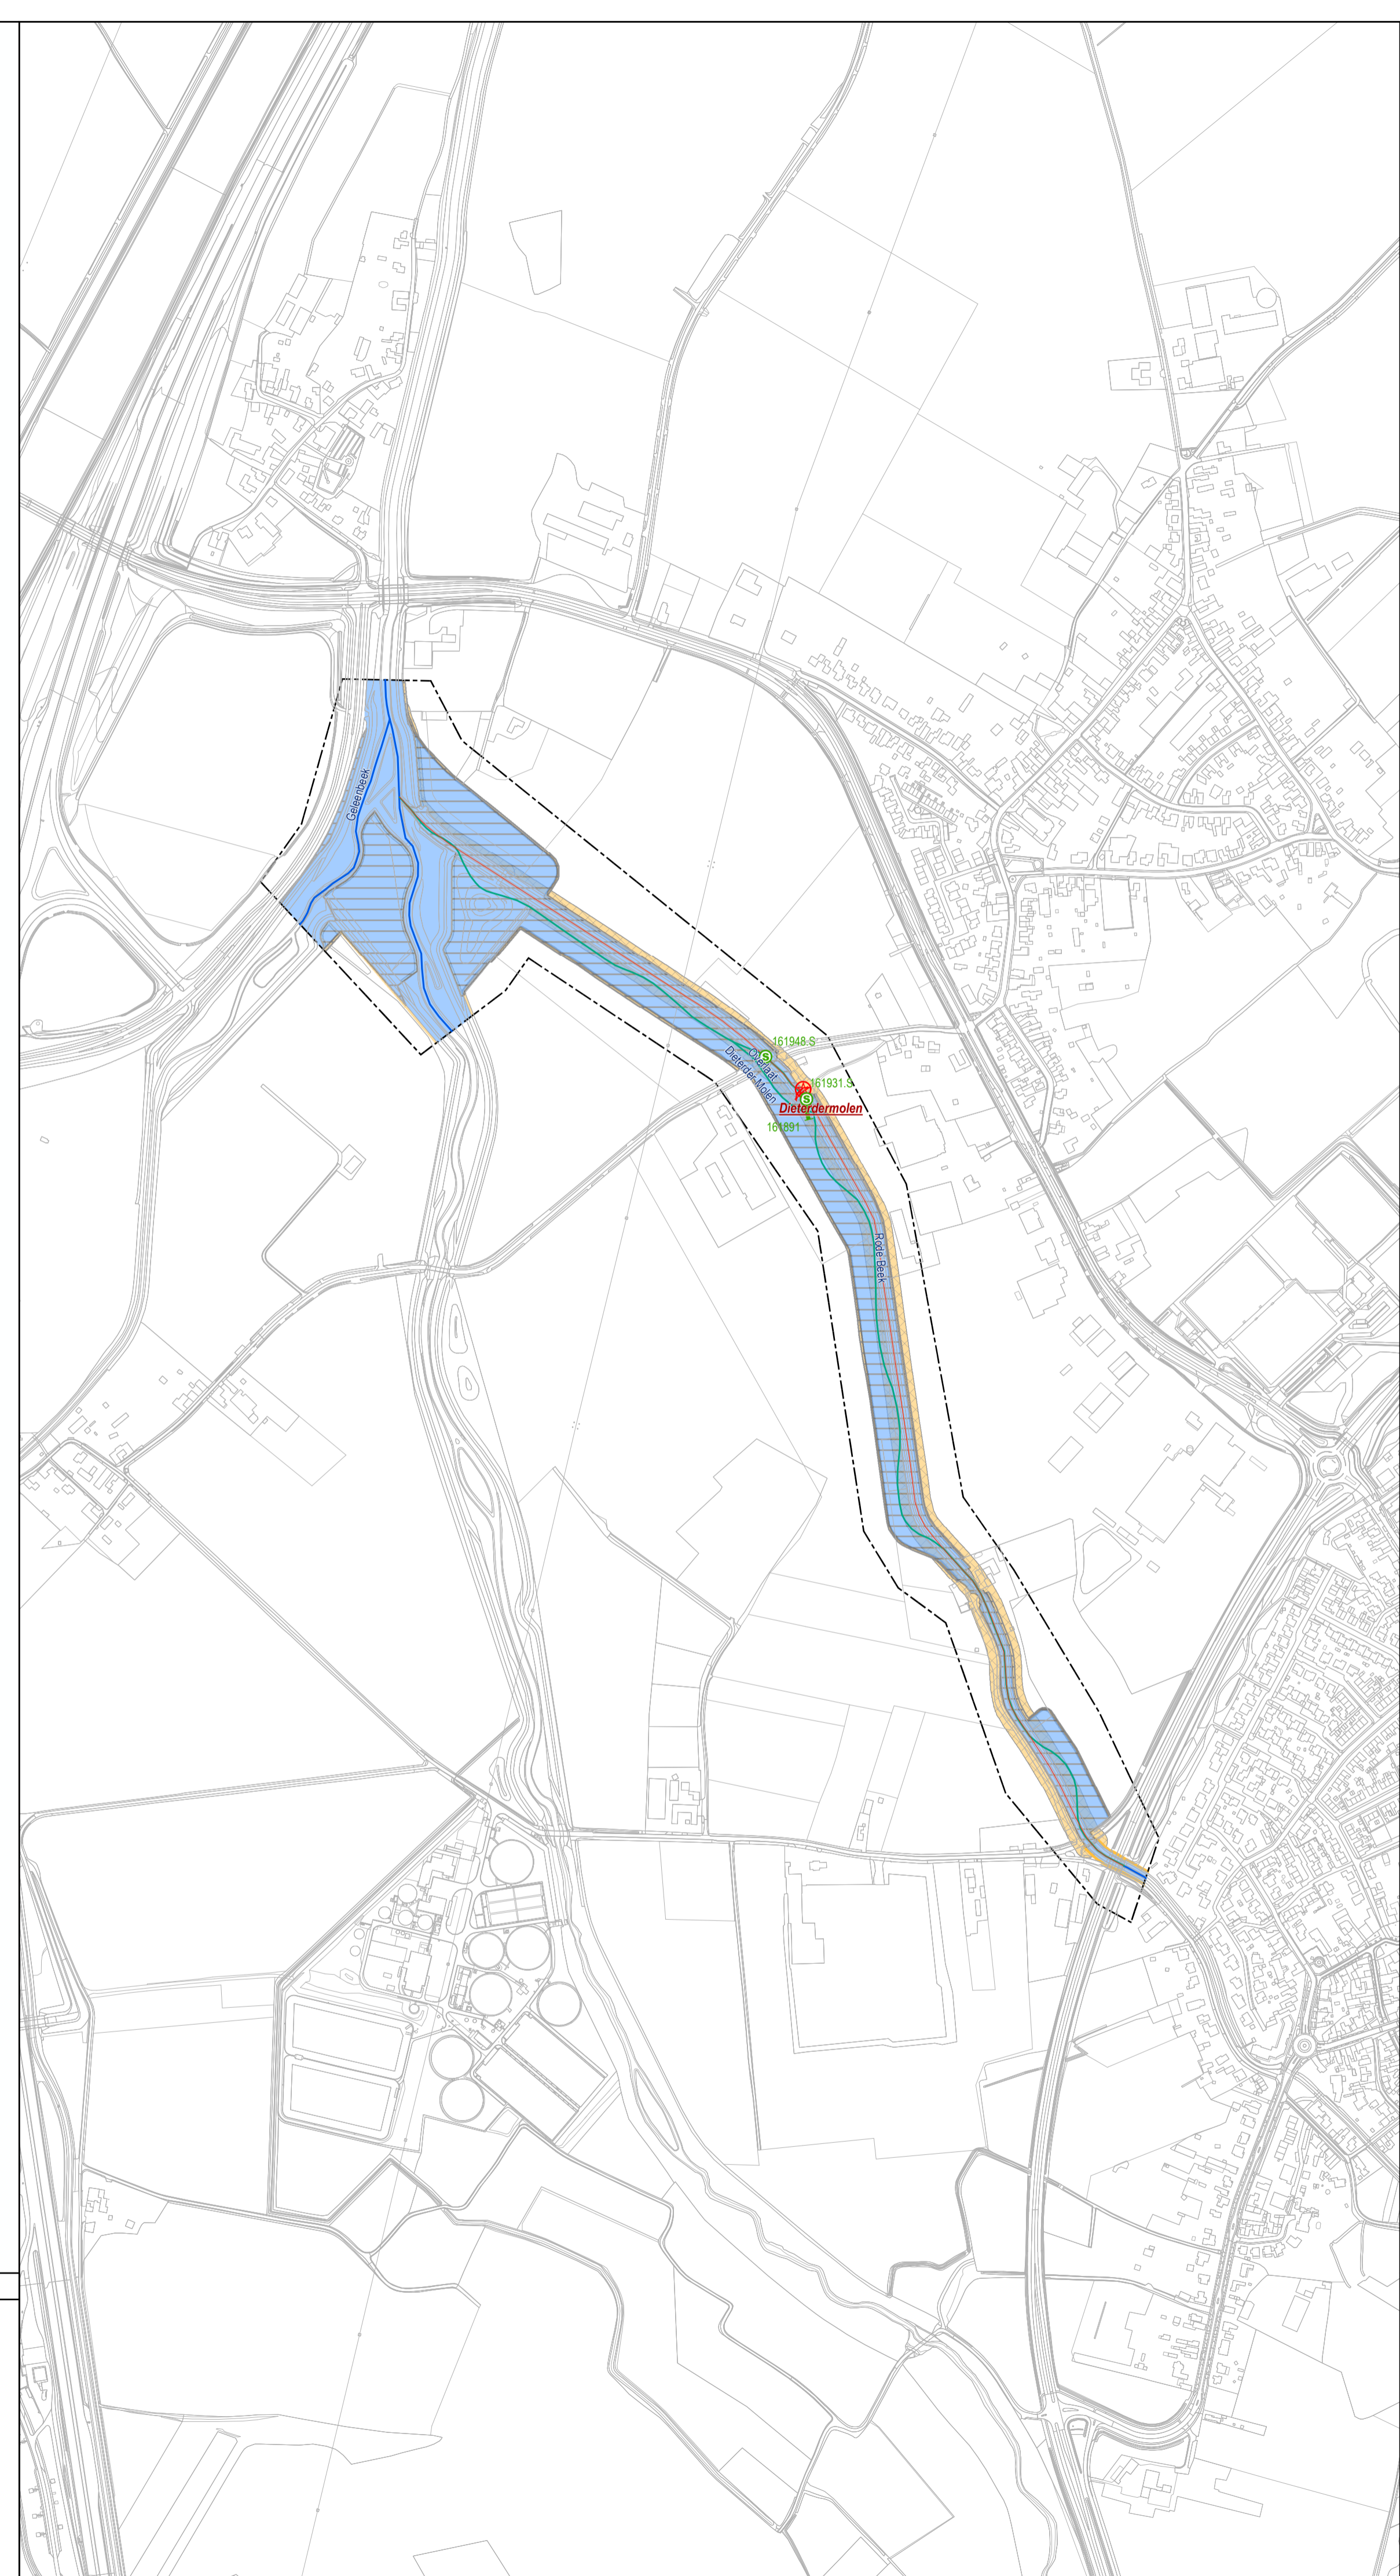 Geleenbeek
161948.S
Overlaat
Dieterder Molen
161931.S
Dieterdermolen
161891
Rode Beek